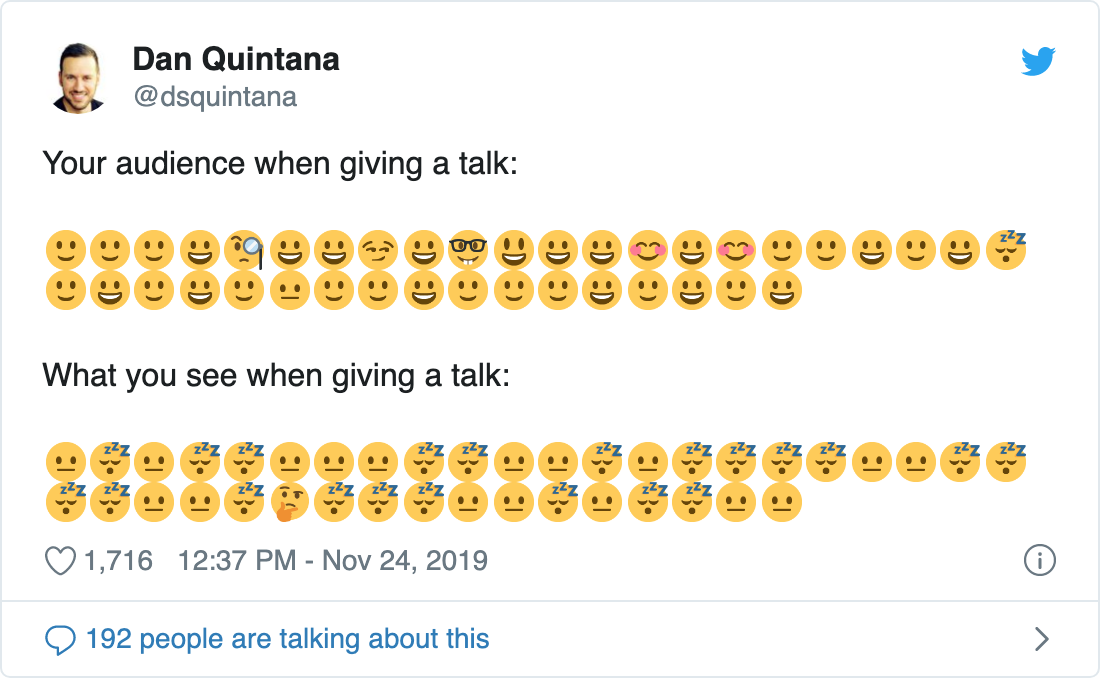 Dan Quintana
@dsquintana
Your audience when giving a talk:
🙂🙂🙂😀🧐😀😀😏😀🤓😃😀😀😊😀😊🙂🙂😀🙂😀😴
🙂😀🙂😀🙂😐🙂🙂😀🙂🙂🙂😀🙂😀🙂😀
What you see when giving a talk:
😐😴😐😴😴😐😐😐😴😴😐😐😴😐😴😴😴😴😐😐😴😴
😴😴😐😐😴🤔😴😴😴😐😐😴😐😴😴😐😐
1,716 12:37 PM - Nov 24, 2019
192 people are talking about this